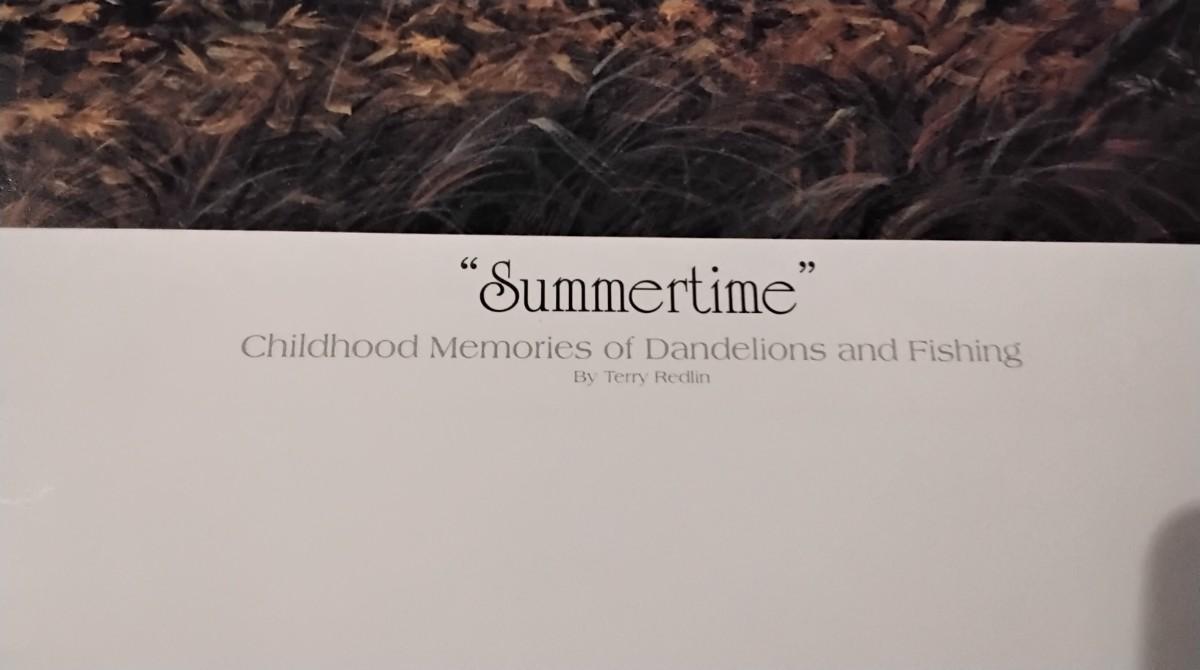 “Summertime”
Childhood Memories of Dandelions and Fishing
By Terry Redlin